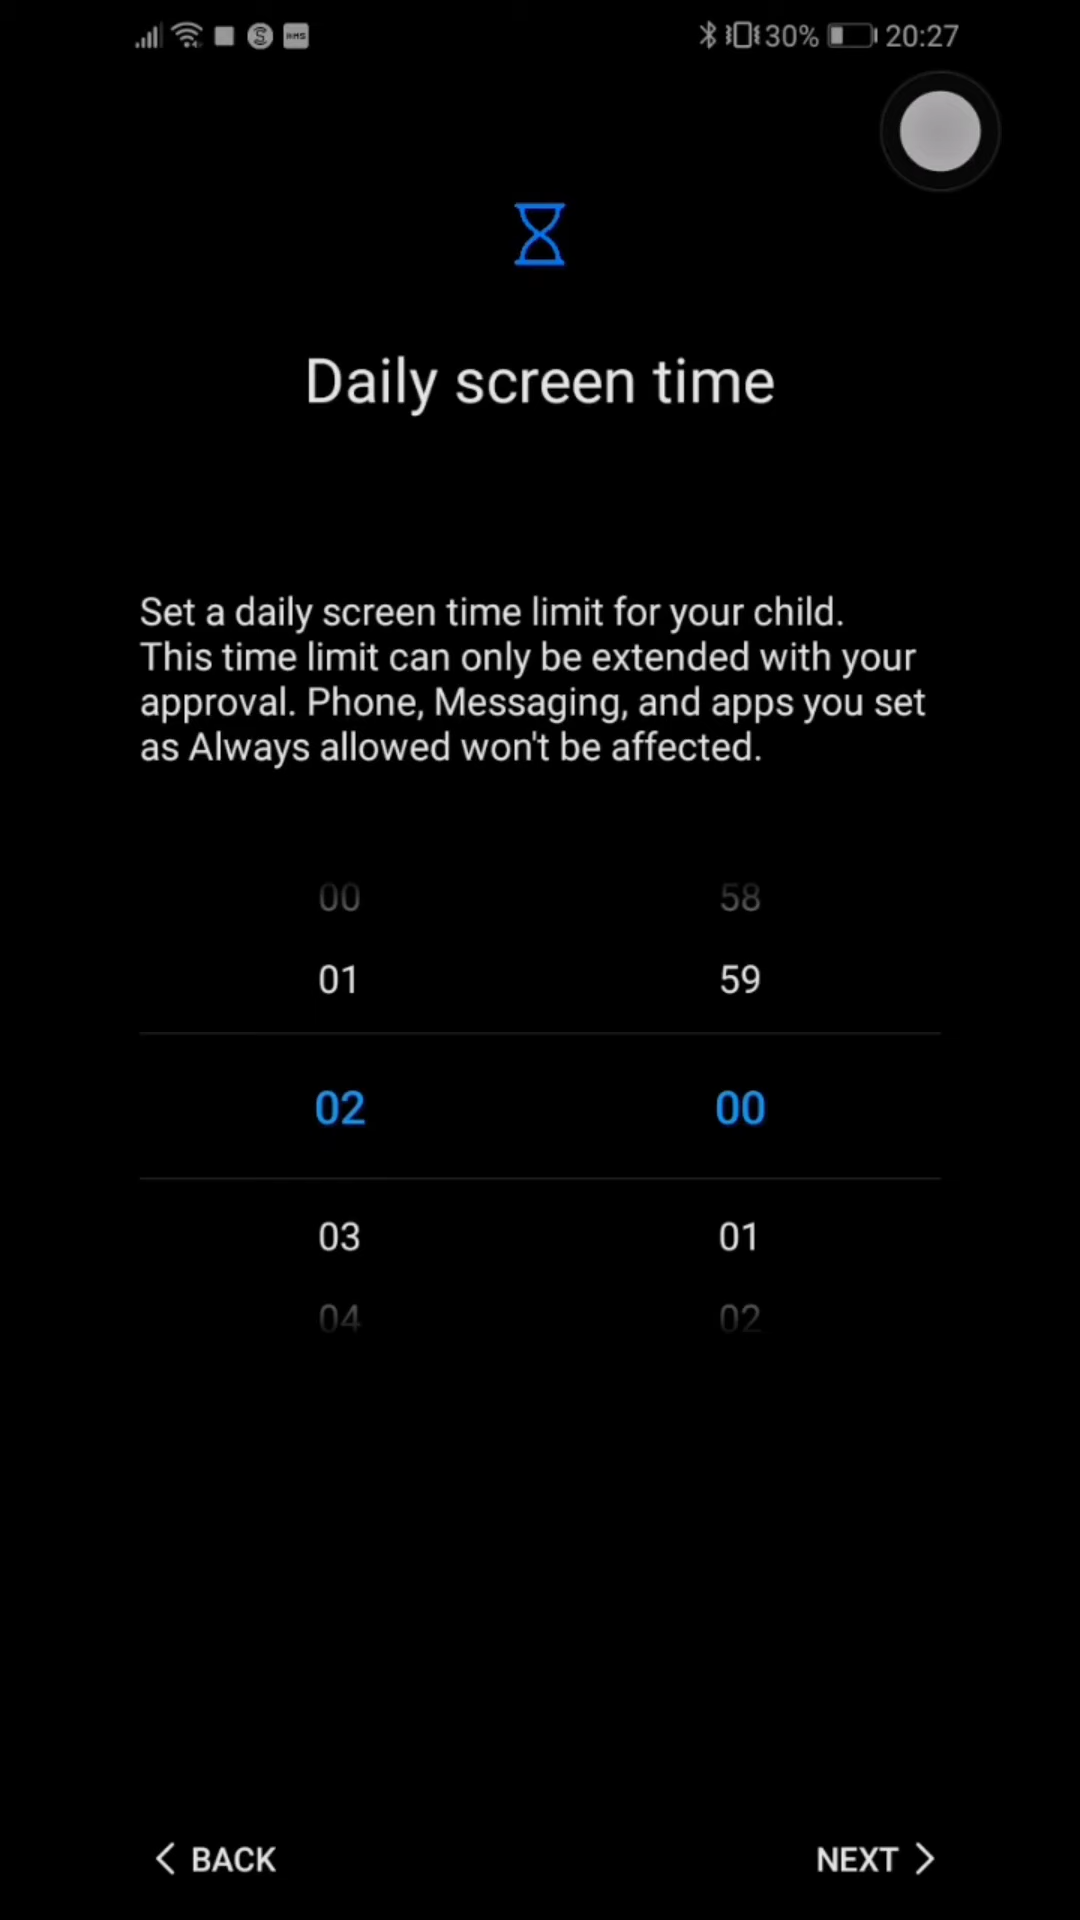 30% 20:27
Daily screen time
Set a daily screen time limit for your child.
This time limit can only be extended with your
approval. Phone, Messaging, and apps you set
as Always allowed won't be affected.
00 58
01 59
02 00
03 01
04 02
BACK NEXT